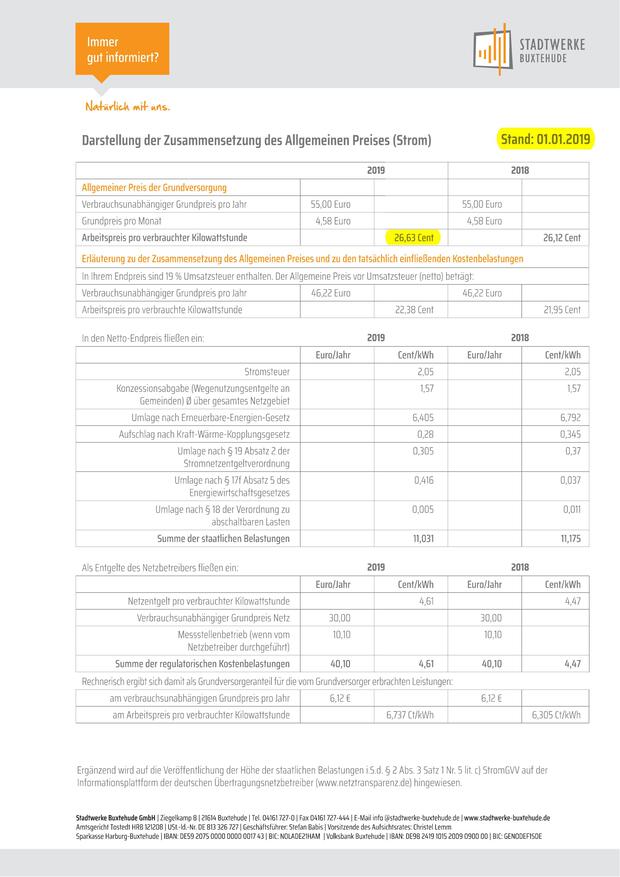 Immer
gut informiert?
STADTWERKE
BUXTEHUDE
Natürlich mit uns.
Darstellung der Zusammensetzung des Allgemeinen Preises (Strom)
Stand: 01.01.2019
2019 2018
Allgemeiner Preis der Grundversorgung
Verbrauchsunabhängiger Grundpreis pro Jahr 55,00 Euro 55,00 Euro
Grundpreis pro Monat 4,58 Euro 4,58 Euro
Arbeitspreis pro verbrauchter Kilowattstunde 26,63 Cent 26,12 Cent
Erläuterung zu der Zusammensetzung des Allgemeinen Preises und zu den tatsächlich einfließenden Kostenbelastungen
In Ihrem Endpreis sind 19 % Umsatzsteuer enthalten. Der Allgemeine Preis vor Umsatzsteuer (netto) beträgt:
Verbrauchsunabhängiger Grundpreis pro Jahr 46,22 Euro 46,22 Euro
Arbeitspreis pro verbrauchte Kilowattstunde 22,38 Cent 21,95 Cent
In den Netto-Endpreis fließen ein: 2019 2018
Euro/Jahr Cent/kWh Euro/Jahr Cent/kWh
Stromsteuer 2,05 2,05
Konzessionsabgabe (Wegenutzungsentgelte an 1,57 1,57
Gemeinden) Ø über gesamtes Netzgebiet
Umlage nach Erneuerbare-Energien-Gesetz 6,405 6,792
Aufschlag nach Kraft-Wärme-Kopplungsgesetz 0,28 0,345
Umlage nach § 19 Absatz 2 der 0,305 0,37
Stromnetzentgeltverordnung
Umlage nach § 17f Absatz 5 des 0,416 0,037
Energiewirtschaftsgesetzes
Umlage nach § 18 der Verordnung zu 0,005 0,011
abschaltbaren Lasten
Summe der staatlichen Belastungen 11,031 11,175
Als Entgelte des Netzbetreibers fließen ein: 2019 2018
Euro/Jahr Cent/kWh Euro/Jahr Cent/kWh
Netzentgelt pro verbrauchter Kilowattstunde 4,61 4,47
Verbrauchsunabhängiger Grundpreis Netz 30,00 30,00
Messstellenbetrieb (wenn vom 10,10 10,10
Netzbetreiber durchgeführt)
Summe der regulatorischen Kostenbelastungen 40,10 4,61 40,10 4,47
Rechnerisch ergibt sich damit als Grundversorgeranteil für die vom Grundversorger erbrachten Leistungen:
am verbrauchsunabhängigen Grundpreis pro Jahr 6,12 € 6,12 €
am Arbeitspreis pro verbrauchter Kilowattstunde 6,737 Ct/kWh 6,305 Ct/kWh
Ergänzend wird auf die Veröffentlichung der Höhe der staatlichen Belastungen i.S.d. § 2 Abs. 3 Satz 1 Nr. 5 lit. c) StromGVV auf der
Informationsplattform der deutschen Übertragungsnetzbetreiber (www.netztransparenz.de) hingewiesen.
Stadtwerke Buxtehude GmbH | Ziegelkamp 8 | 21614 Buxtehude | Tel. 04161 727-0 | Fax 04161 727-444 | E-Mail info @stadtwerke-buxtehude.de | www.stadtwerke-buxtehude.de
Amtsgericht Tostedt HRB 121208 | USt-Id.-Nr. DE 813 326 727 | Geschäftsführer: Stefan Babis | Vorsitzende des Aufsichtsrates: Christel Lemm
Sparkasse Harburg-Buxtehude | IBAN: DE59 2075 0000 0000 0017 43 | BIC: NOLADE21HAM | Volksbank Buxtehude | IBAN: DE98 2419 1015 2009 0900 00 | BIC: GENODEF1SDE